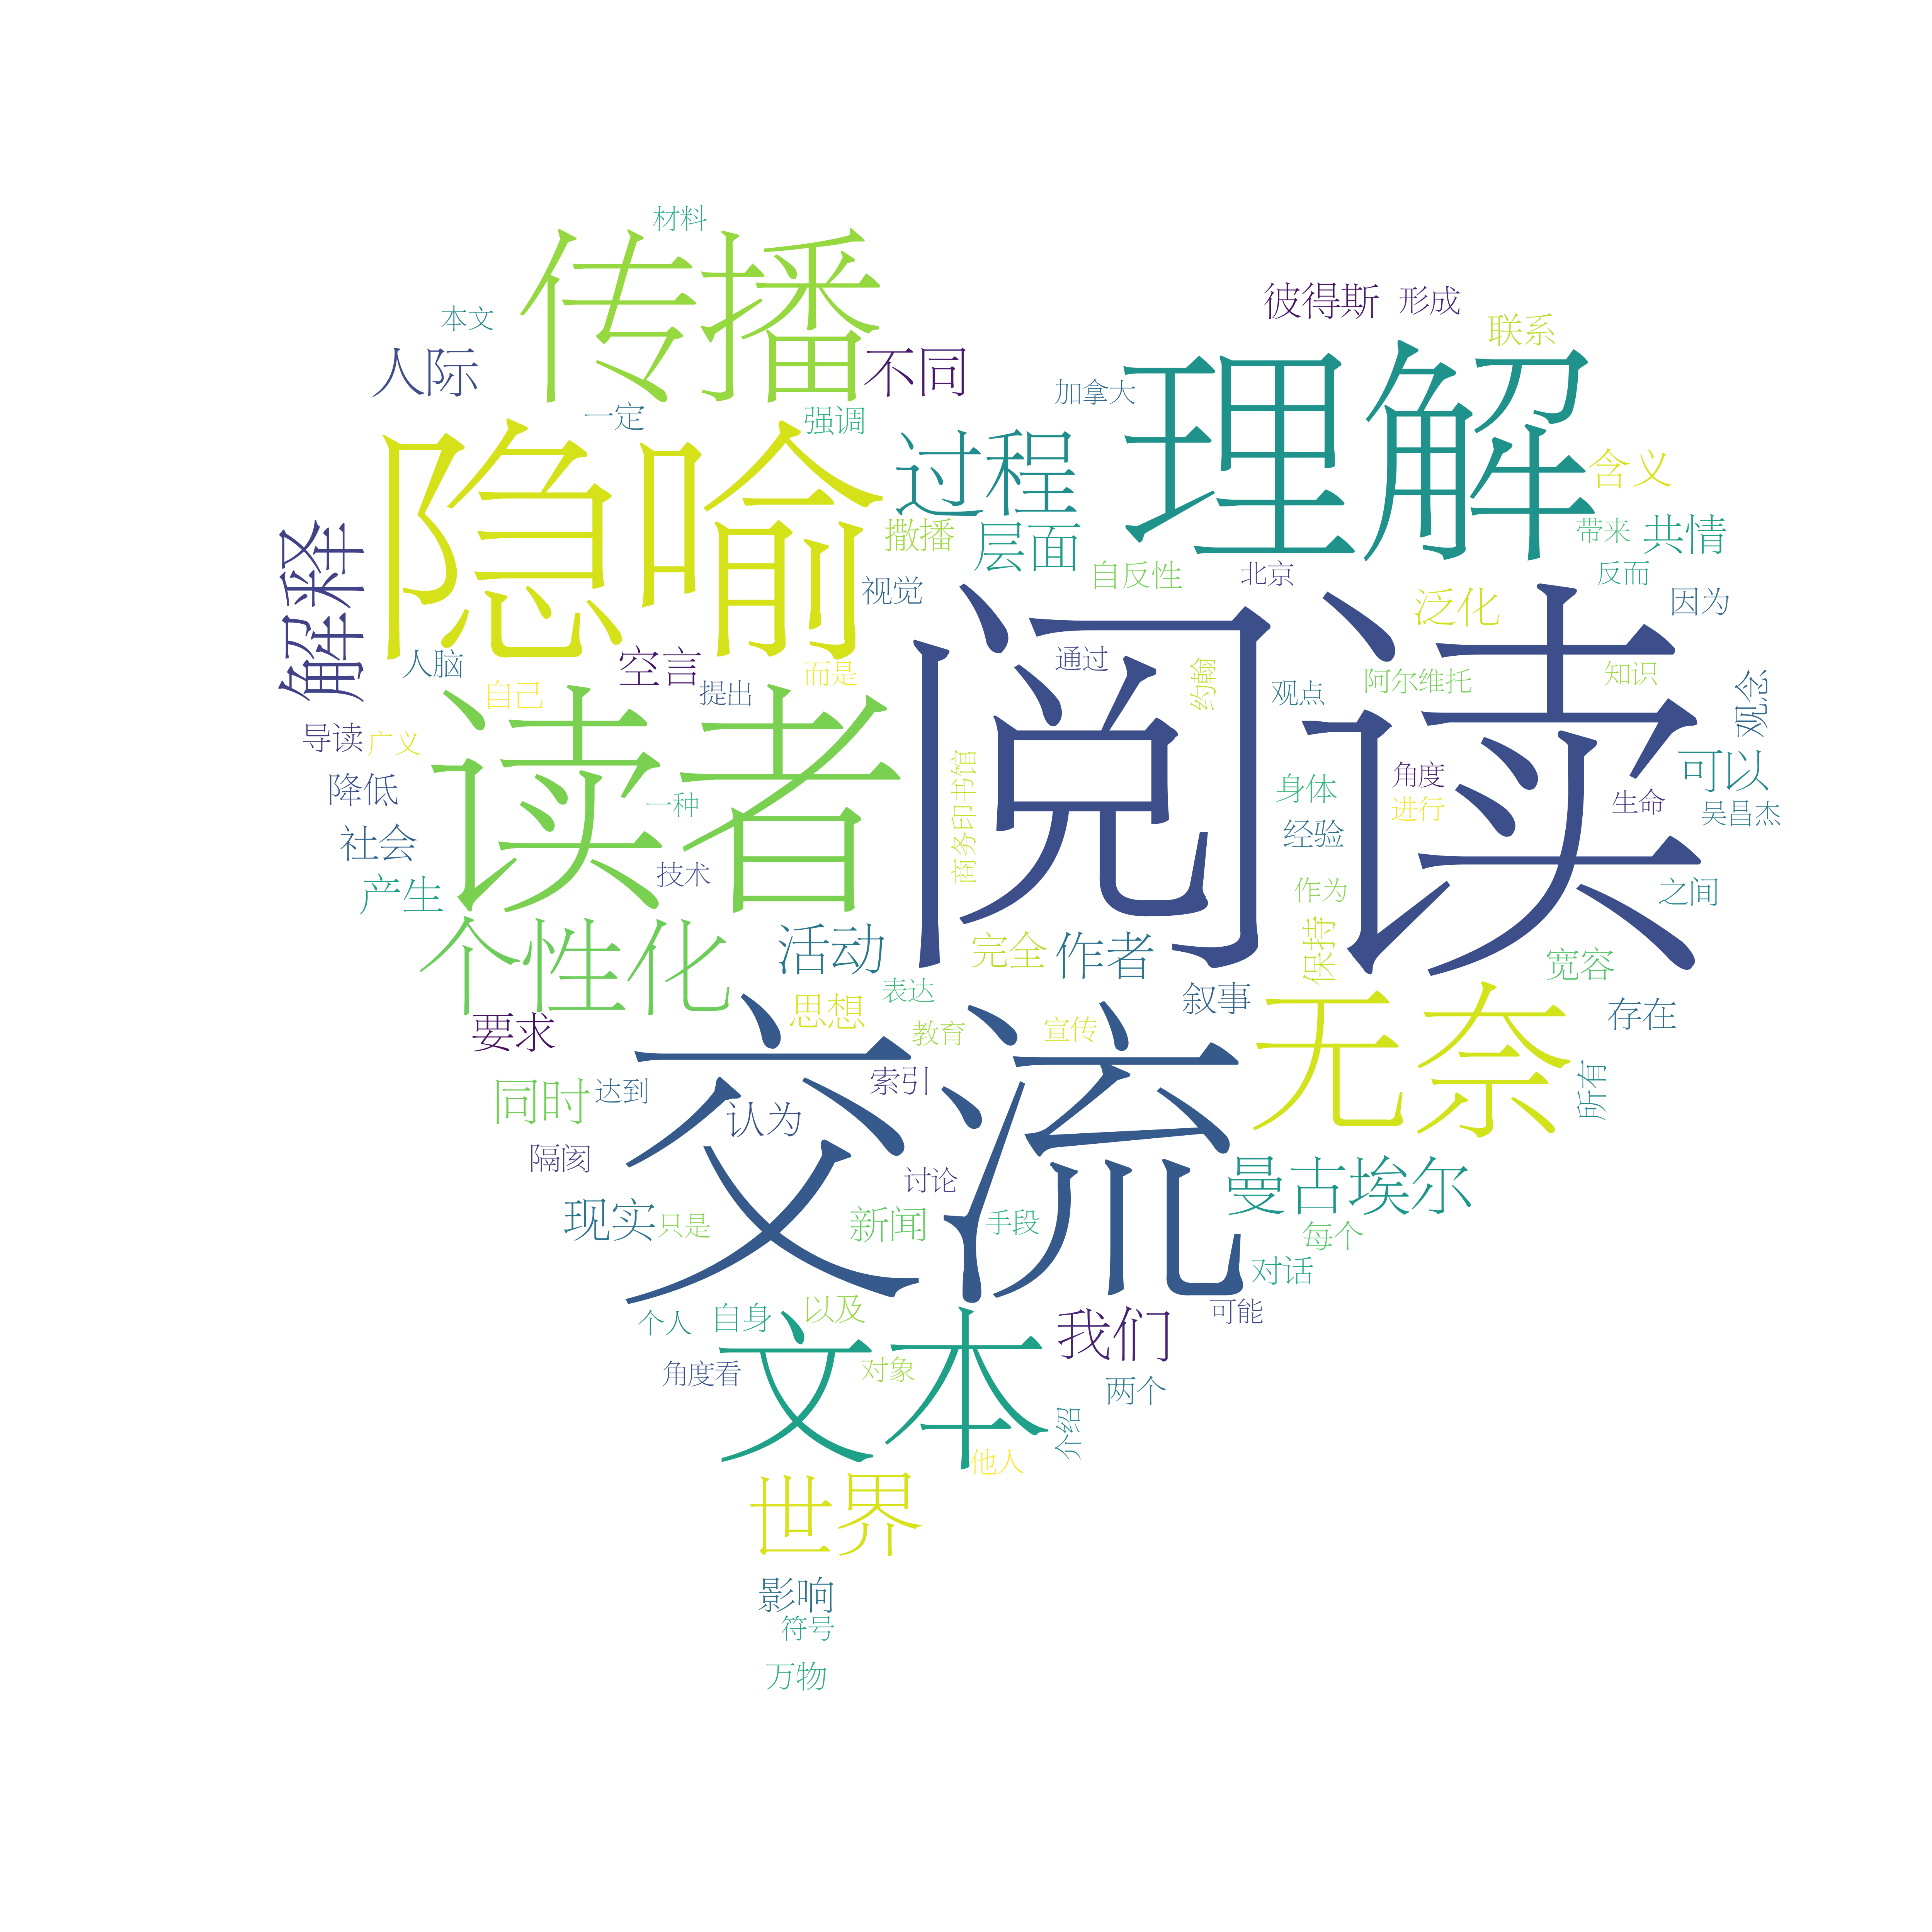 材料
传播
本文
彼得斯
形成
联系
人际
不同
理解
加拿大
一定
强调
隐喻
过程
含义
撒播
层面
带来
共情
解释
视觉
自反性
北京
反而
因为
阅读
泛化
人脑
空言
而是
通过
约翰
观点
阿尔维托
知识
观念
自己
提出
读者
导读
广义
商务印书馆
身体
角度
可以
降低
一种
经验
进行
生命
吴昌杰
社会
技术
产生
作为
之间
个性化
活动
完全
作者
保持
宽容
思想
表达
叙事
无奈
存在
要求
教育
宣传
交流
同时
达到
索引
所有
认为
隔阂
讨论
曼古埃尔
现实
只是
新闻
手段
每个
对话
个人
自身
以及
可能
文本
我们
角度看
对象
两个
介绍
他人
世界
影响
符号
万物